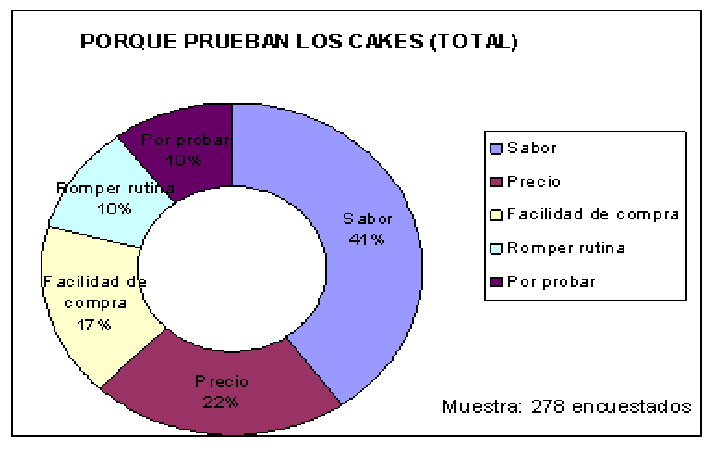 PORQUE PRUEBAN LOS CAKES (TOTAL)
Por probar
10%
Romper rutina
10%
Sabor
41%
Facilidad de
compra
17%
Precio
22%
Sabor
Precio
Facilidad de compra
Romper rutina
Por probar
Muestra: 278 encuestados